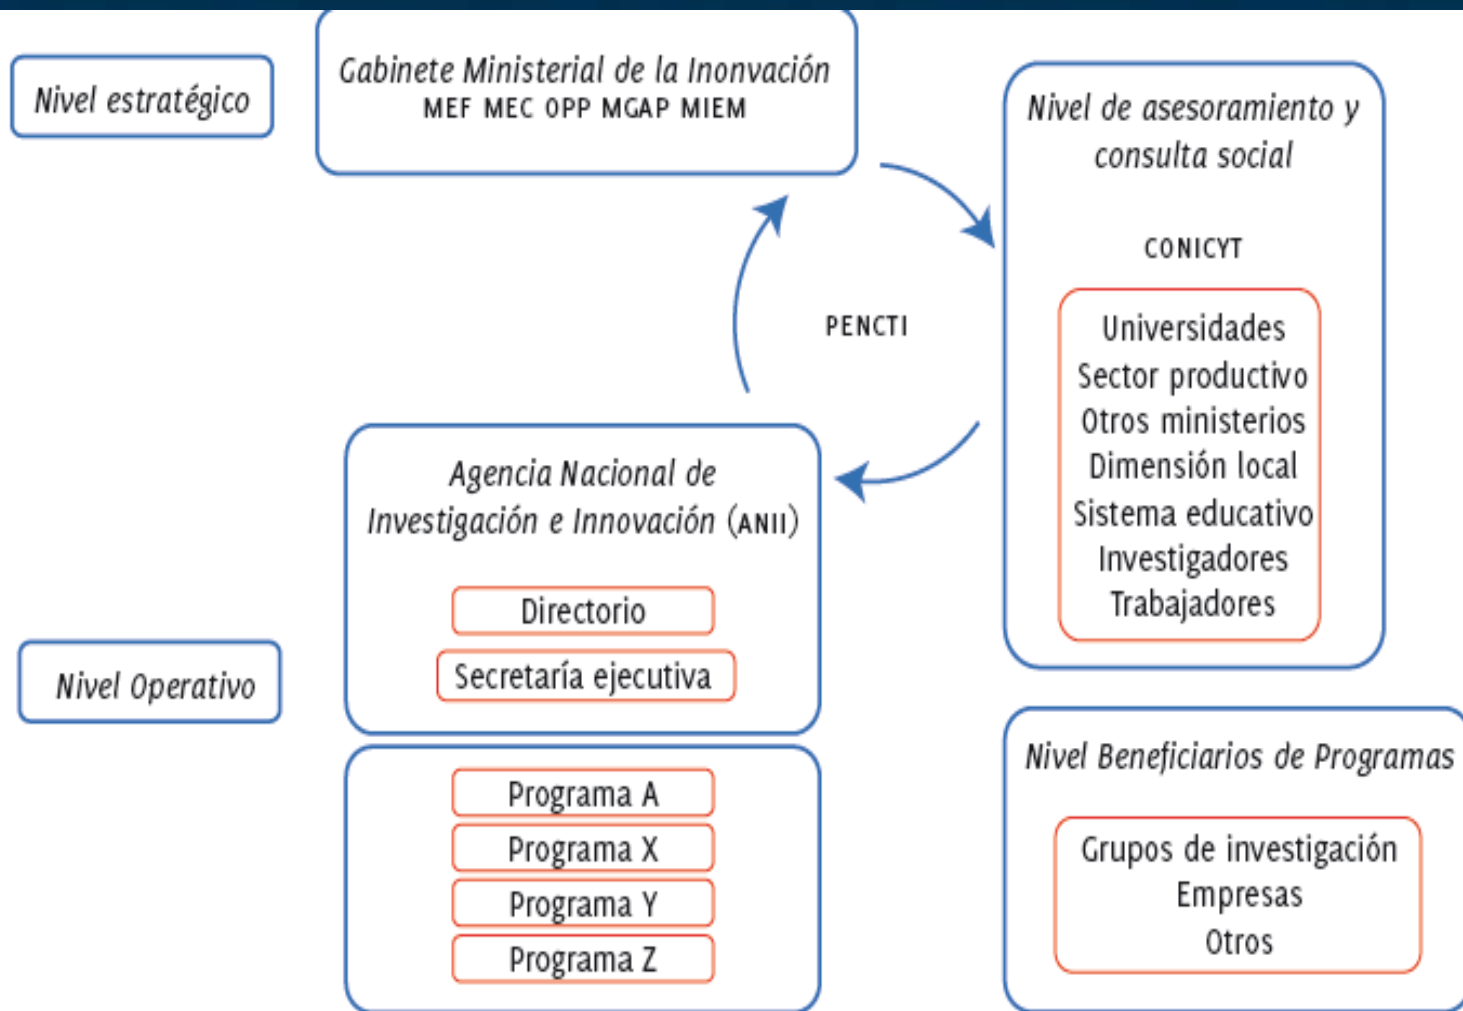 Nivel estratégico
Gabinete Ministerial de la Inonvación
MEF MEC OPP MGAP MIEM
Nivel de asesoramiento y
consulta social
CONICYT
Universidades
Sector productivo
Otros ministerios
Dimensión local
Sistema educativo
Investigadores
Trabajadores
PENCTI
Agencia Nacional de
Investigación e Innovación (ANII)
Directorio
Secretaría ejecutiva
Nivel Operativo
Programa A
Programa X
Programa Y
Programa Z
Nivel Beneficiarios de Programas
Grupos de investigación
Empresas
Otros